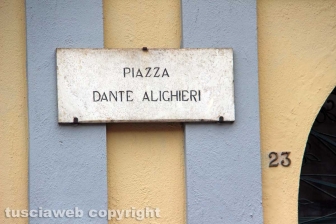 PIAZZA
DANTE ALIGHIERI
23
tusciaweb copyright